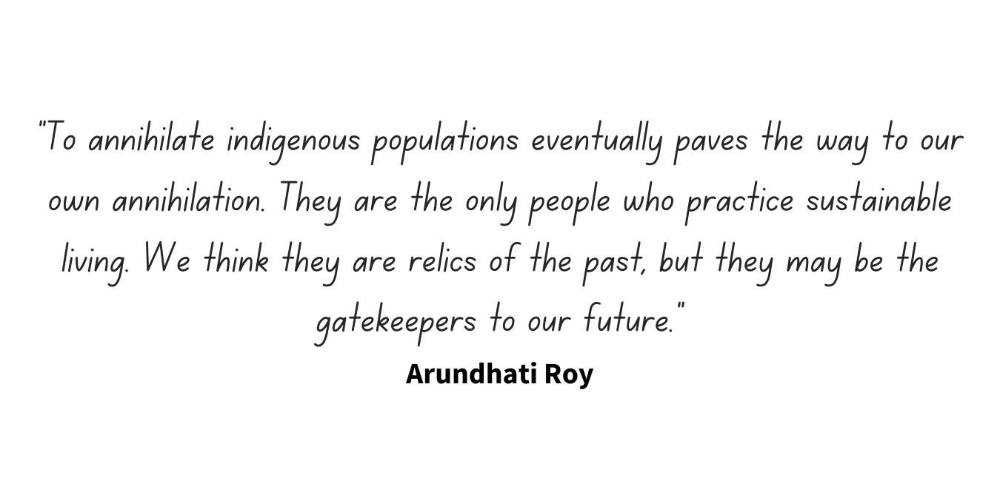 "To annihilate indigenous populations eventually paves the way to our
own annihilation. They are the only people who practice sustainable
living. We think they are relics of the past, but they may be the
gatekeepers to our future."
Arundhati Roy